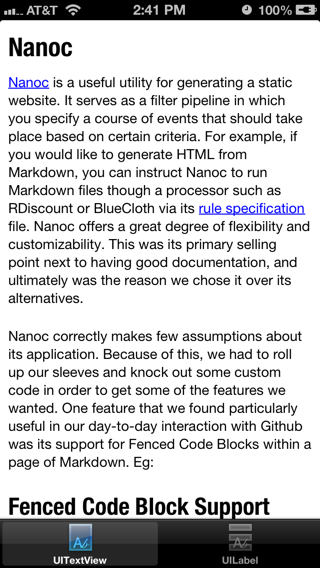 AT&T 2:41 PM 100%
Nanoc
Nanoc is a useful utility for generating a static
website. It serves as a filter pipeline in which
you specify a course of events that should take
place based on certain criteria. For example, if
you would like to generate HTML from
Markdown, you can instruct Nanoc to run
Markdown files though a processor such as
RDiscount or BlueCloth via its rule specification
file. Nanoc offers a great degree of flexibility and
customizability. This was its primary selling
point next to having good documentation, and
ultimately was the reason we chose it over its
alternatives.
Nanoc correctly makes few assumptions about
its application. Because of this, we had to roll
up our sleeves and knock out some custom
code in order to get some of the features we
wanted. One feature that we found particularly
useful in our day-to-day interaction with Github
was its support for Fenced Code Blocks within a
page of Markdown. Eg:
Fenced Code Block Support
UITextView UILabel